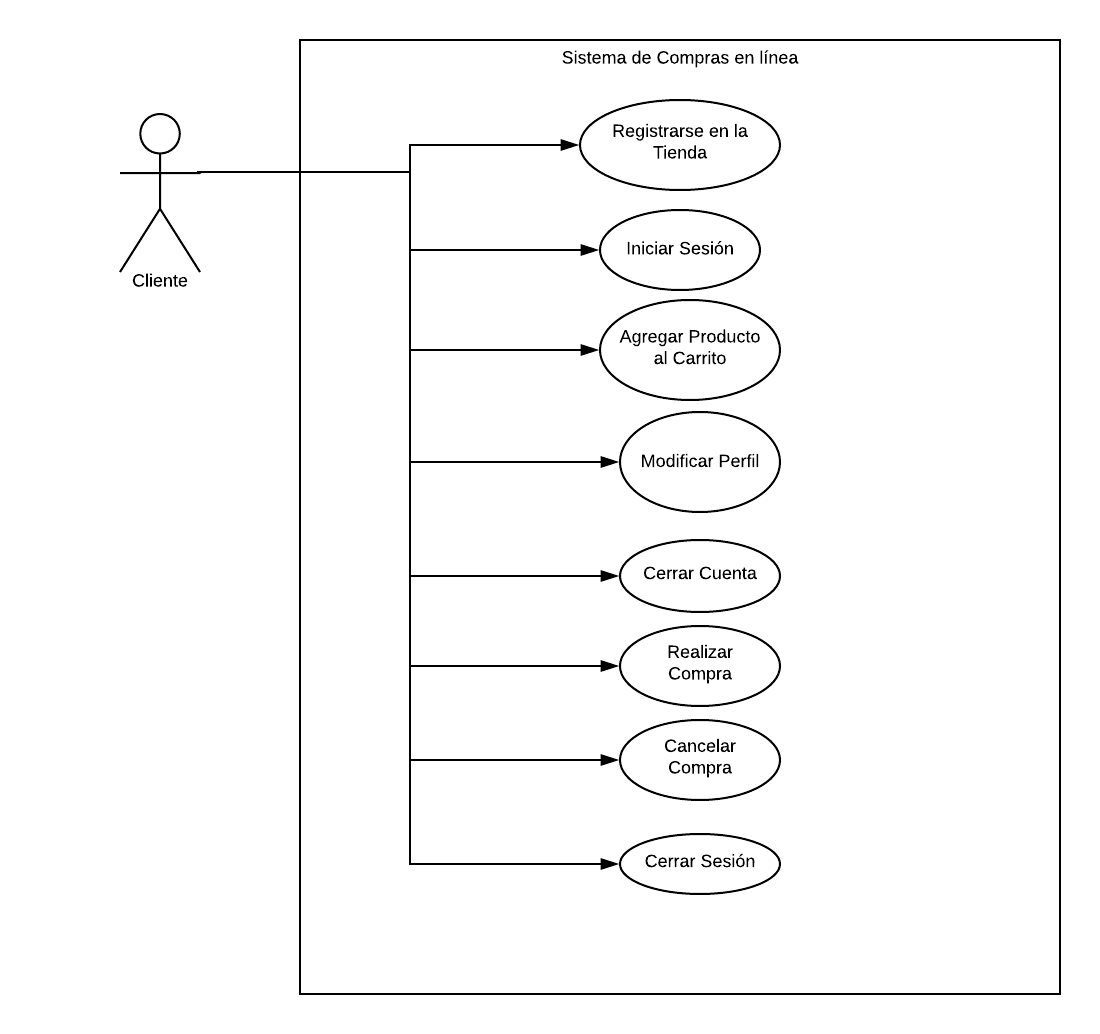 Sistema de Compras en línea
Registrarse en la
Tienda
Iniciar Sesión
Cliente
Agregar Producto
al Carrito
Modificar Perfil
Cerrar Cuenta
Realizar
Compra
Cancelar
Compra
Cerrar Sesión